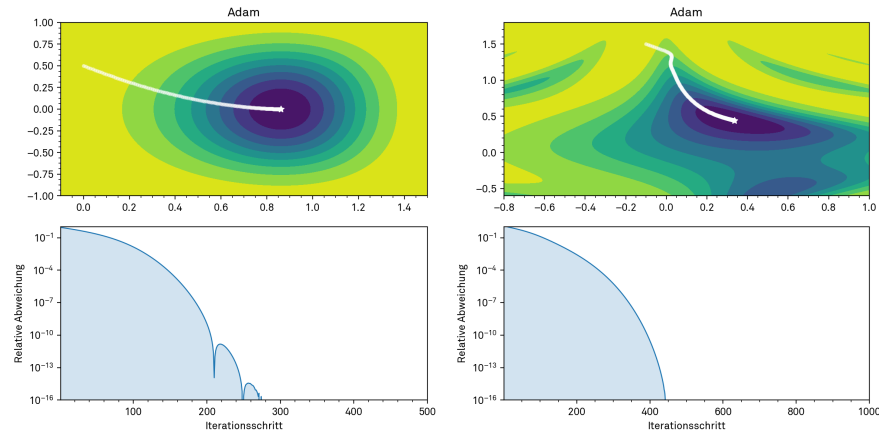 Adam
Adam
1.00
0.75
0.50
0.25
0.00
−0.25
−0.50
−0.75
−1.00
0.0 0.2 0.4 0.6 0.8 1.0 1.2 1.4
1.5
1.0
0.5
0.0
−0.5
−0.8 −0.6 −0.4 −0.2 0.0 0.2 0.4 0.6 0.8 1.0
Relative Abweichung
10−1
10−4
10−7
10−10
10−13
10−16
100 200 300 400 500
Iterationsschritt
Relative Abweichung
10−1
10−4
10−7
10−10
10−13
10−16
200 400 600 800 1000
Iterationsschritt